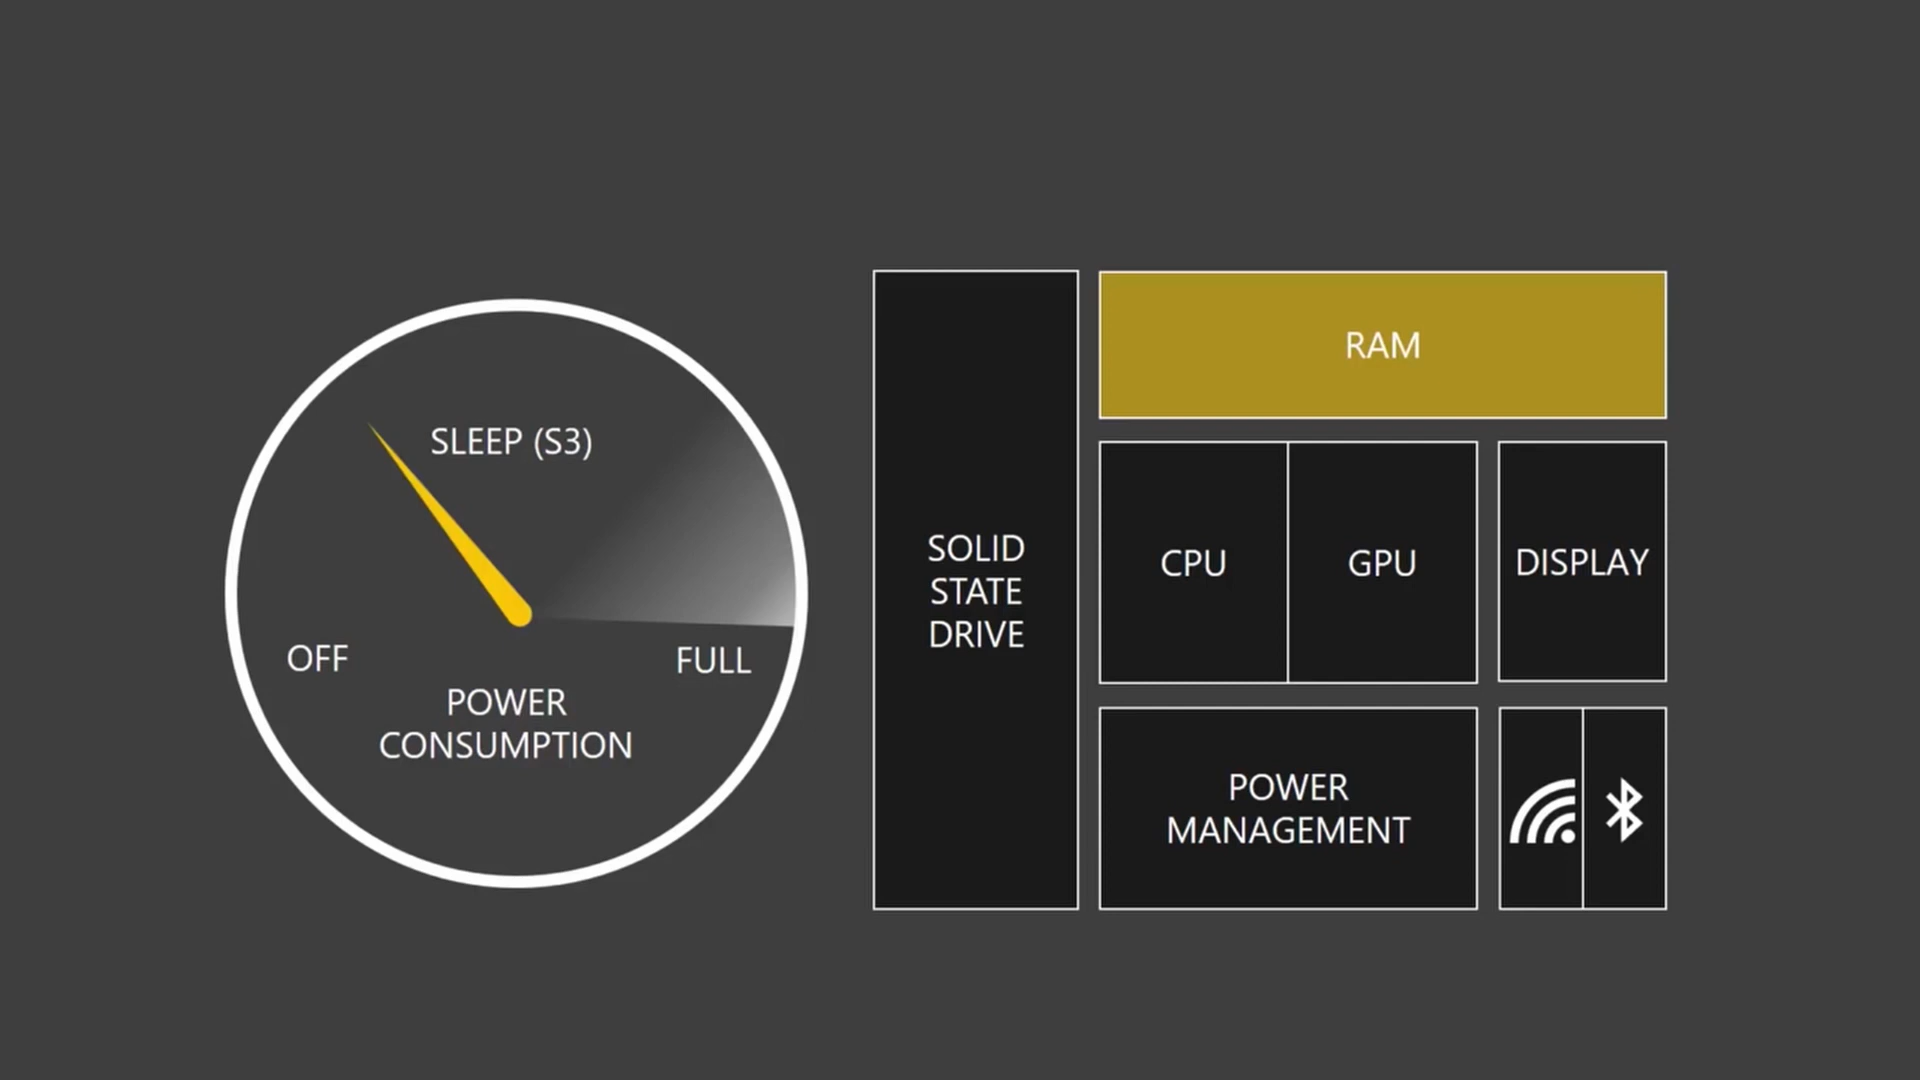 SLEEP (S3)
OFF
FULL
POWER
CONSUMPTION
SOLID
STATE
DRIVE
RAM
CPU
GPU
DISPLAY
POWER
MANAGEMENT